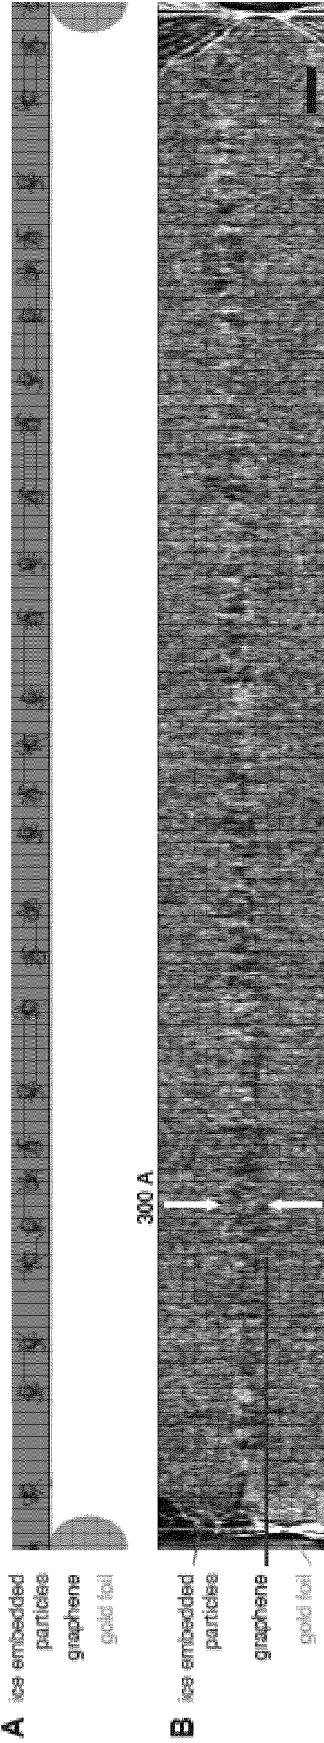 A
ice embedded
particles
graphene
gold foil
B
300 A
ice embedded
particles
graphene
gold foil